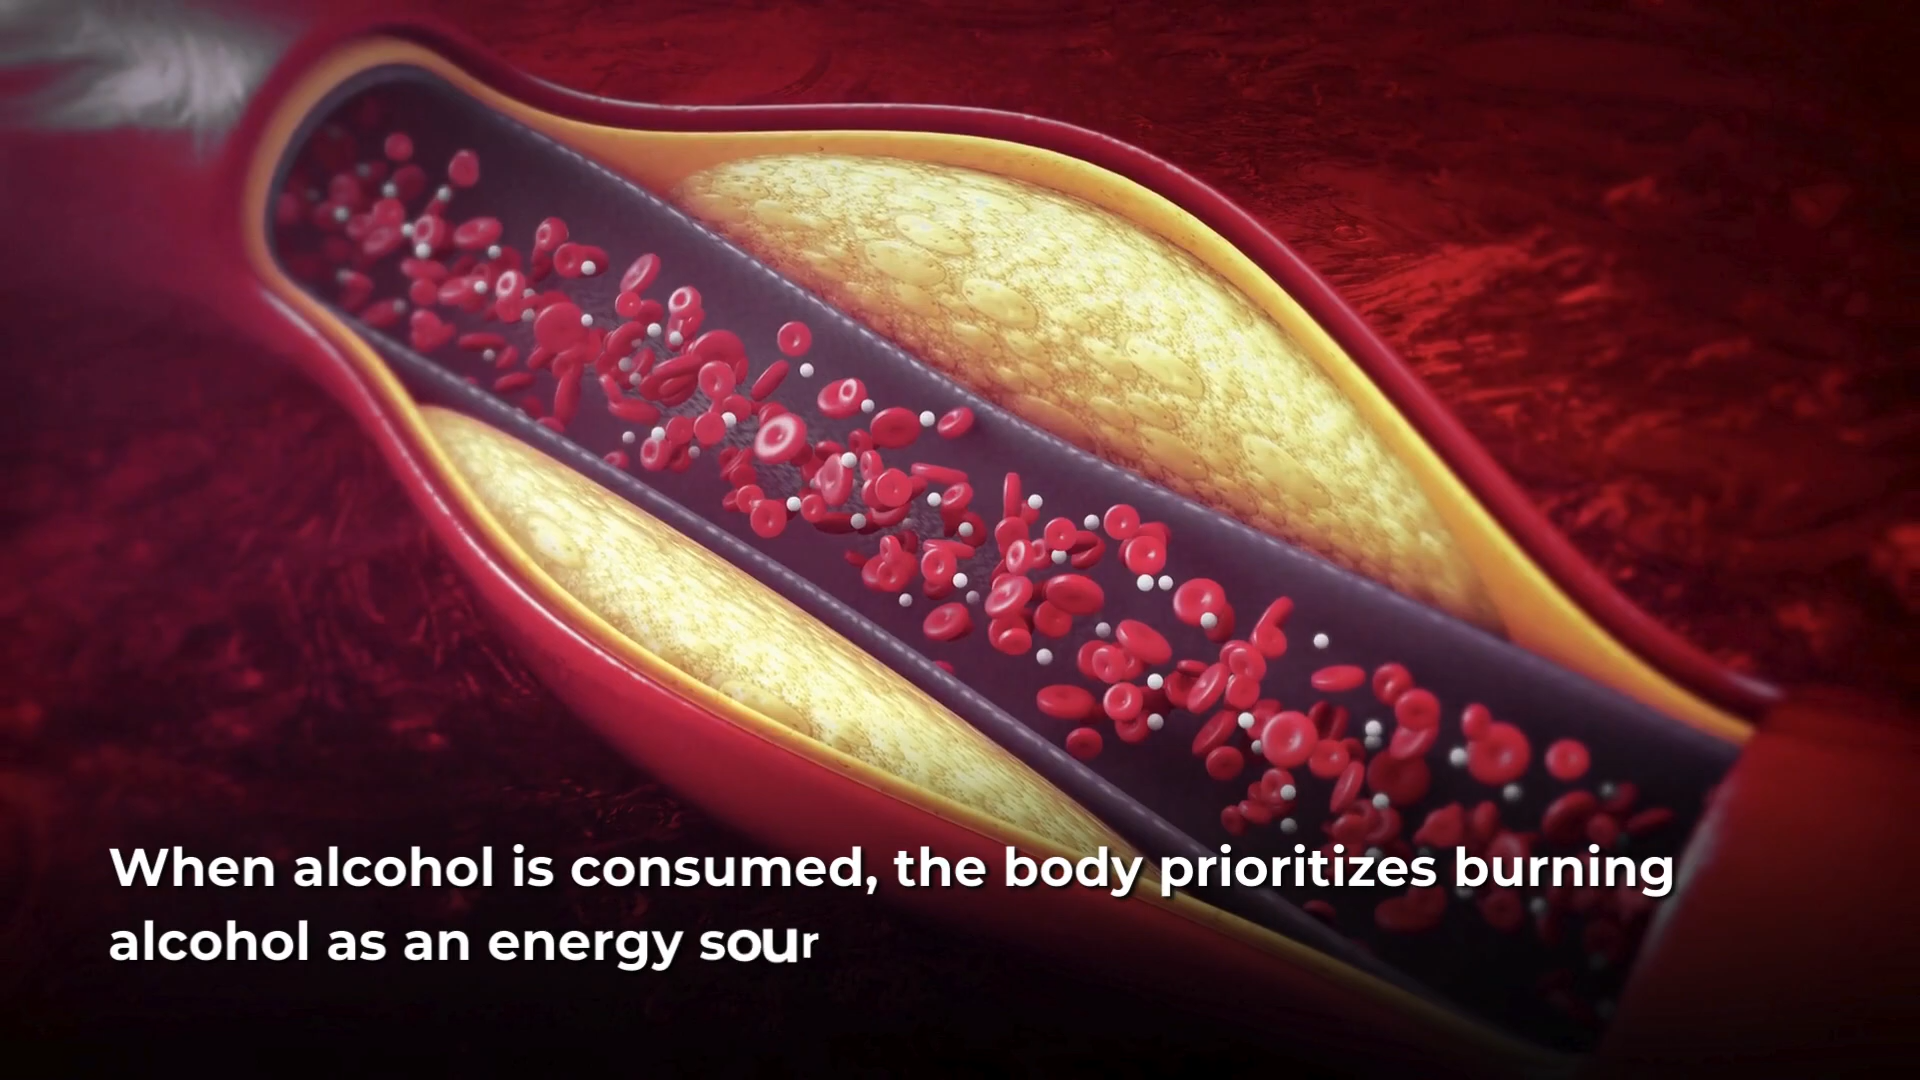 When alcohol is consumed, the body prioritizes burning
alcohol as an energy sour